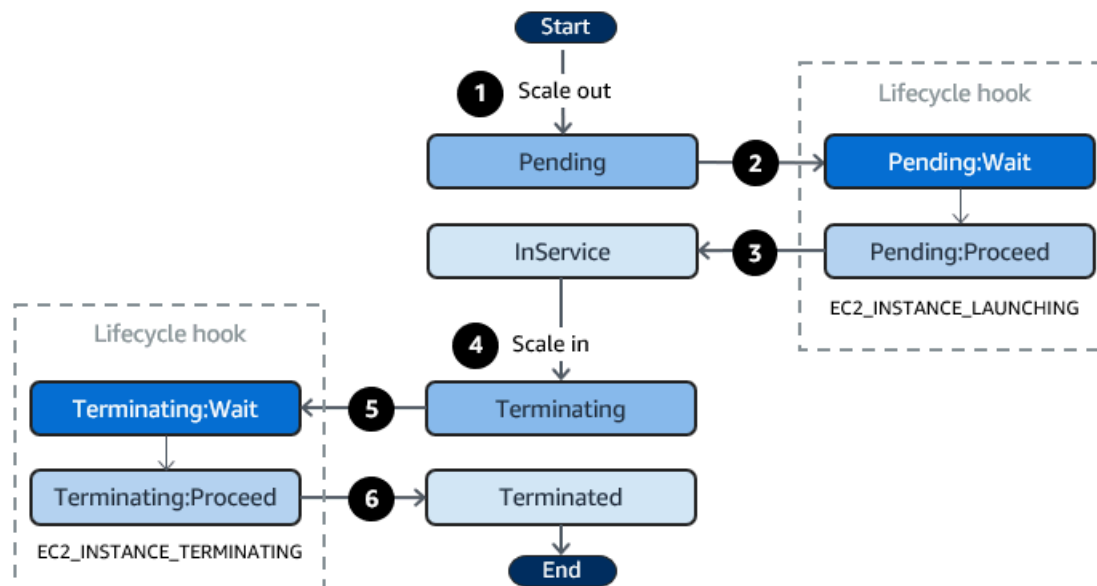 Start
1 Scale out
Lifecycle hook
Pending 2 Pending:Wait
InService 3 Pending:Proceed
EC2_INSTANCE_LAUNCHING
Lifecycle hook
4 Scale in
Terminating:Wait 5 Terminating
Terminating:Proceed 6 Terminated
EC2_INSTANCE_TERMINATING
End